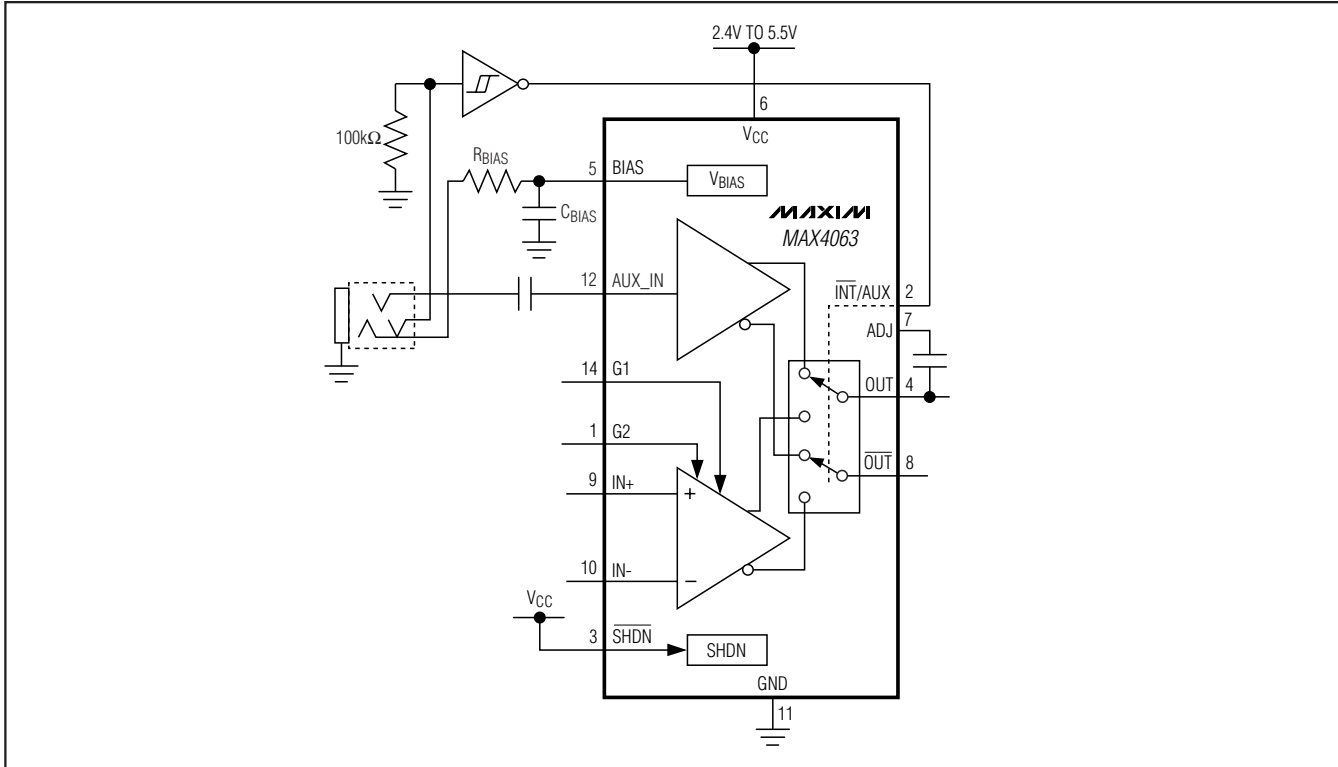 2.4V TO 5.5V
6
VCC
100kΩ
RBIAS
5
BIAS
VBIAS
CBIAS
MAXIM
MAX4063
12
AUX_IN
INT/AUX
2
7
ADJ
14
G1
OUT
4
1
G2
OUT
8
9
IN+
+
10
IN-
−
VCC
3
SHDN
SHDN
GND
11